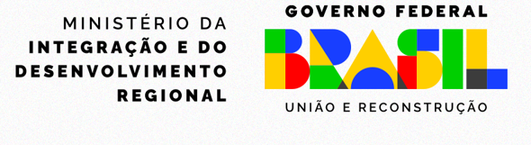 MINISTÉRIO DA
INTEGRAÇÃO E DO
DESENVOLVIMENTO
REGIONAL
GOVERNO FEDERAL
BRASIL
UNIÃO E RECONSTRUÇÃO